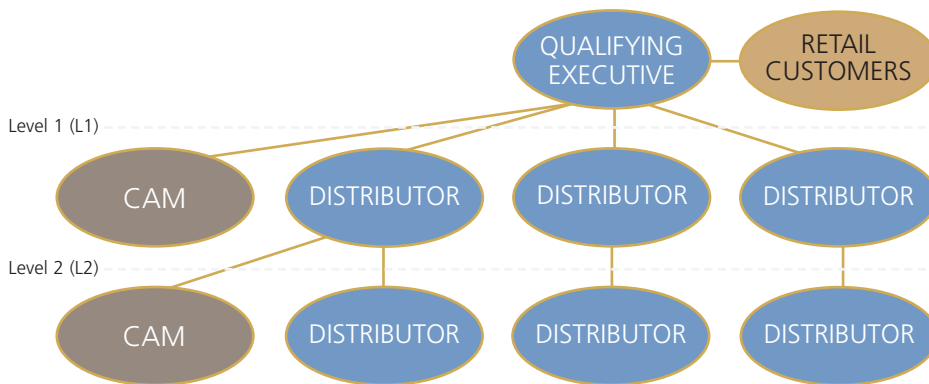 QUALIFYING
EXECUTIVE
RETAIL
CUSTOMERS
Level 1 (L1)
CAM
DISTRIBUTOR
DISTRIBUTOR
DISTRIBUTOR
Level 2 (L2)
CAM
DISTRIBUTOR
DISTRIBUTOR
DISTRIBUTOR